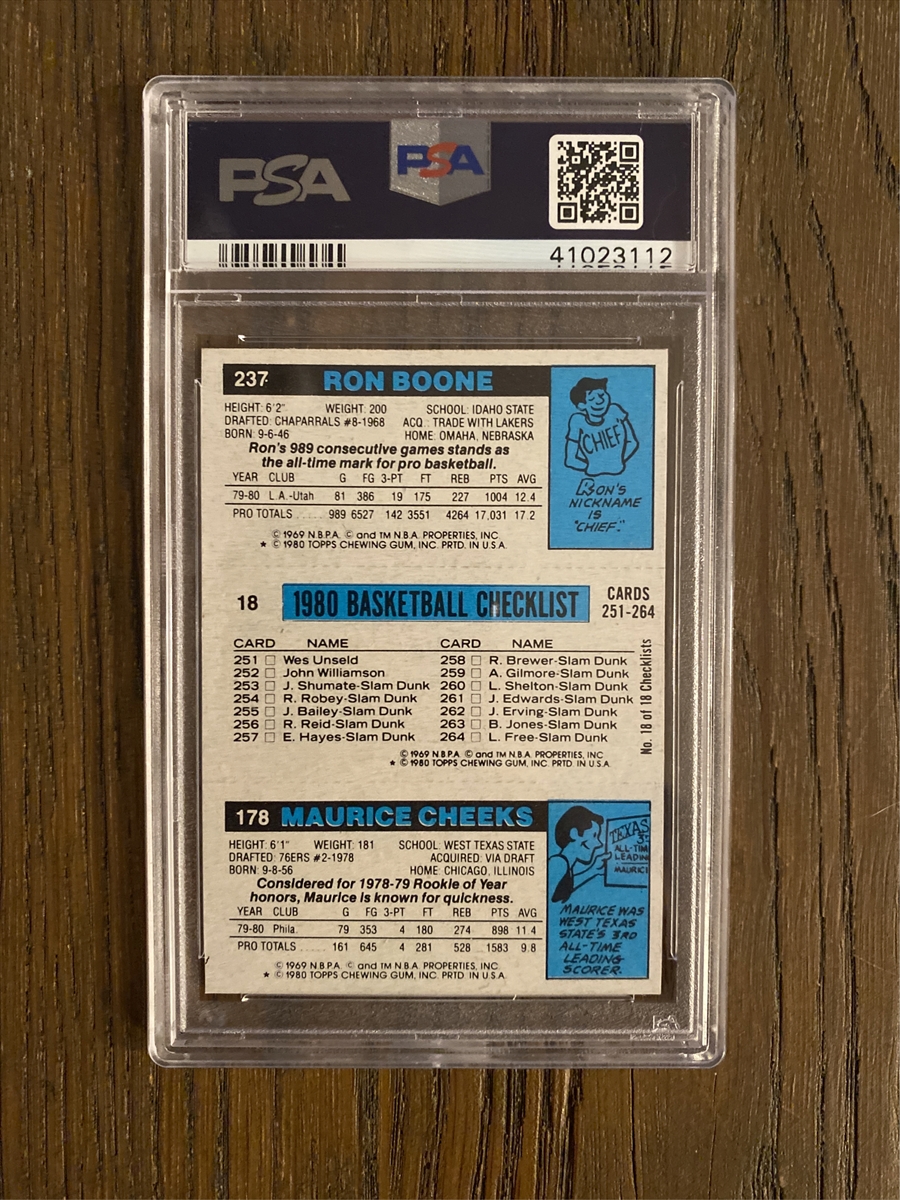 PSA
PSA
41023112
237 RON BOONE
HEIGHT: 6'2" WEIGHT: 200 SCHOOL: IDAHO STATE
DRAFTED: CHAPARRALS #8-1968 ACQ.: TRADE WITH LAKERS
BORN: 9-6-46 HOME: OMAHA, NEBRASKA
Ron's 989 consecutive games stands as
the all-time mark for pro basketball.
YEAR CLUB G FG 3-PT FT REB PTS AVG
79-80 L.A.-Utah 81 386 19 175 227 1004 12.4
PRO TOTALS 989 6527 142 3551 4264 17,031 17.2
© 1969 N.B.P.A. © and TM N.B.A. PROPERTIES, INC.
★ © 1980 TOPPS CHEWING GUM, INC. PRTD. IN U.S.A.
CHIEF
RON'S
NICKNAME
IS
"CHIEF."
18 1980 BASKETBALL CHECKLIST CARDS
251-264
CARD NAME CARD NAME
251 □ Wes Unseld 258 □ R. Brewer-Slam Dunk
252 □ John Williamson 259 □ A. Gilmore-Slam Dunk
253 □ J. Shumate-Slam Dunk 260 □ L. Shelton-Slam Dunk
254 □ R. Robey-Slam Dunk 261 □ J. Edwards-Slam Dunk
255 □ J. Bailey-Slam Dunk 262 □ J. Erving-Slam Dunk
256 □ R. Reid-Slam Dunk 263 □ B. Jones-Slam Dunk
257 □ E. Hayes-Slam Dunk 264 □ L. Free-Slam Dunk
No. 18 of 18 Checklists
© 1969 N.B.P.A. © and TM N.B.A. PROPERTIES, INC.
★ © 1980 TOPPS CHEWING GUM, INC. PRTD. IN U.S.A.
178 MAURICE CHEEKS
HEIGHT: 6'1" WEIGHT: 181 SCHOOL: WEST TEXAS STATE
DRAFTED: 76ERS #2-1978 ACQUIRED: VIA DRAFT
BORN: 9-8-56 HOME: CHICAGO, ILLINOIS
Considered for 1978-79 Rookie of Year
honors, Maurice is known for quickness.
YEAR CLUB G FG 3-PT FT REB PTS AVG
79-80 Phila. 79 353 4 180 274 898 11.4
PRO TOTALS 161 645 4 281 528 1583 9.8
© 1969 N.B.P.A. © and TM N.B.A. PROPERTIES, INC.
★ © 1980 TOPPS CHEWING GUM, INC. PRTD. IN U.S.A.
TEXAS
ALL-TIM
LEADIN
MAURIC
MAURICE WAS
WEST TEXAS
STATE'S 3RD
ALL-TIME
LEADING
SCORER.